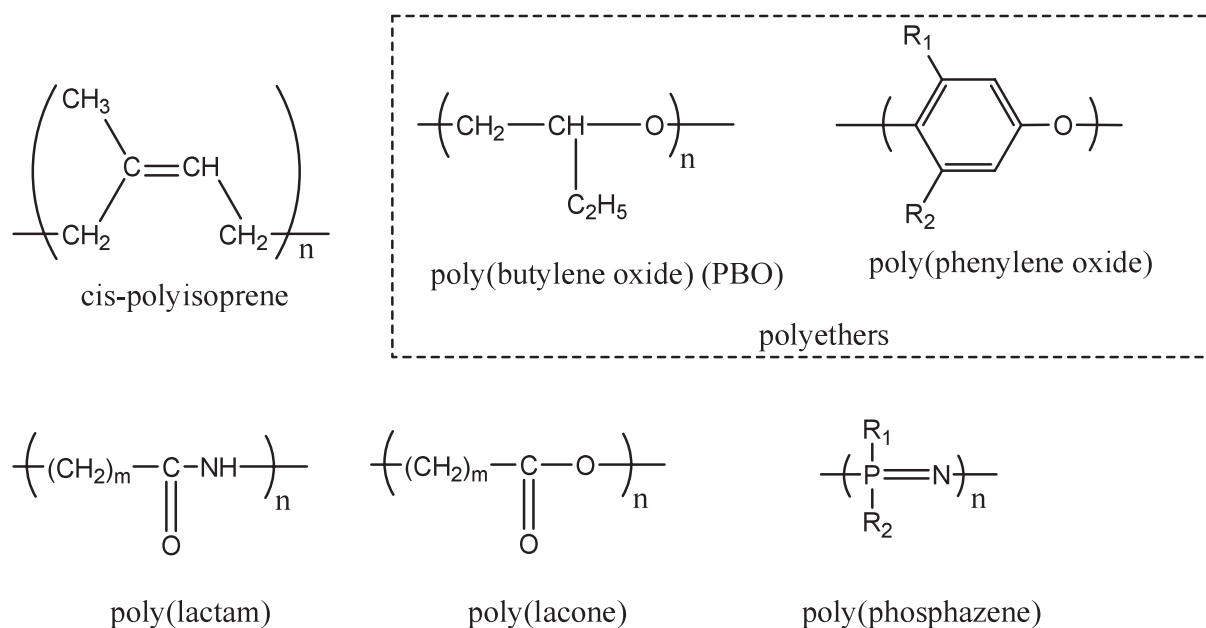 CH3
C=CH
CH2 CH2 n
cis-polyisoprene
CH2 CH O n
C2H5
poly(butylene oxide) (PBO)
R1
O
R2
poly(phenylene oxide)
polyethers
(CH2)m C NH n
O
poly(lactam)
(CH2)m C O n
O
poly(lacone)
R1
P N n
R2
poly(phosphazene)